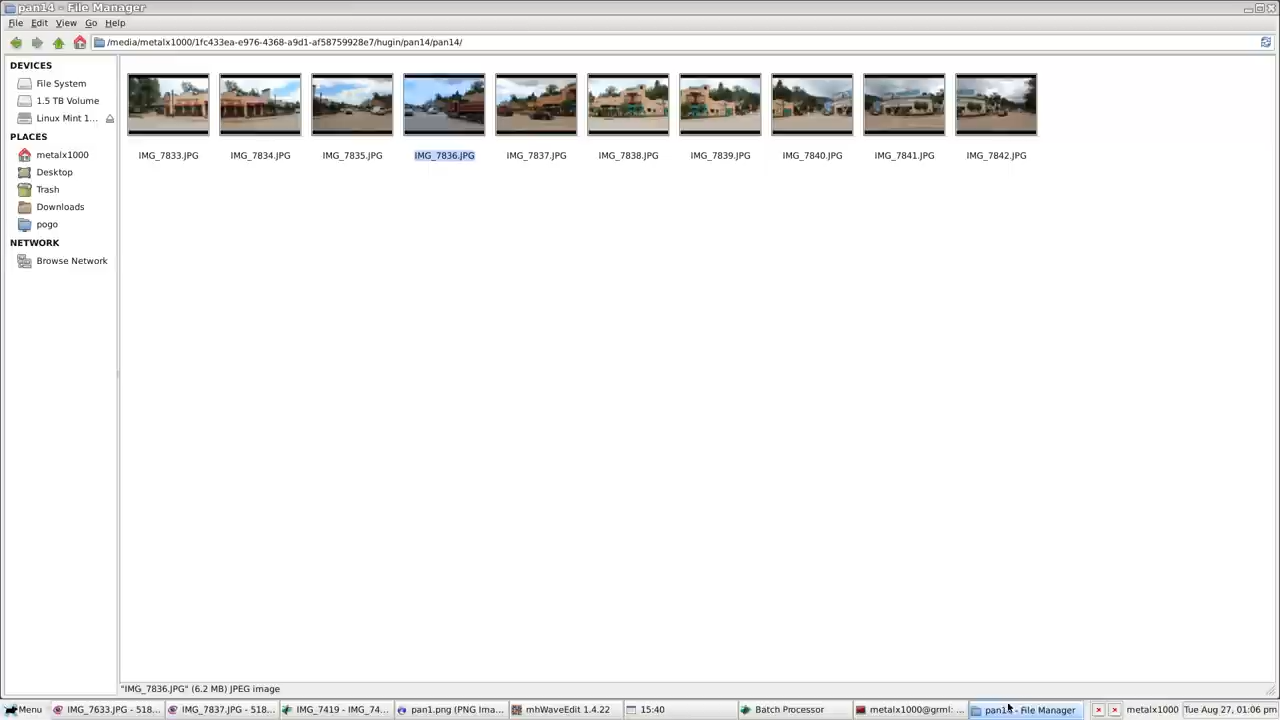 pan14 - File Manager
File Edit View Go Help
/media/metalx1000/1fc433ea-e976-4368-a9d1-af58759928e7/hugin/pan14/pan14/
DEVICES
File System
1.5 TB Volume
Linux Mint 1...
PLACES
metalx1000
Desktop
Trash
Downloads
pogo
NETWORK
Browse Network
IMG_7833.JPG IMG_7834.JPG IMG_7835.JPG IMG_7836.JPG IMG_7837.JPG IMG_7838.JPG IMG_7839.JPG IMG_7840.JPG IMG_7841.JPG IMG_7842.JPG
"IMG_7836.JPG" (6.2 MB) JPEG image
Menu IMG_7633.JPG - 518... IMG_7837.JPG - 518... IMG_7419 - IMG_74... pan1.png (PNG Ima... mhWaveEdit 1.4.22 15:40 Batch Processor metalx1000@grml: ... pan14 - File Manager metalx1000 Tue Aug 27, 01:06 pm